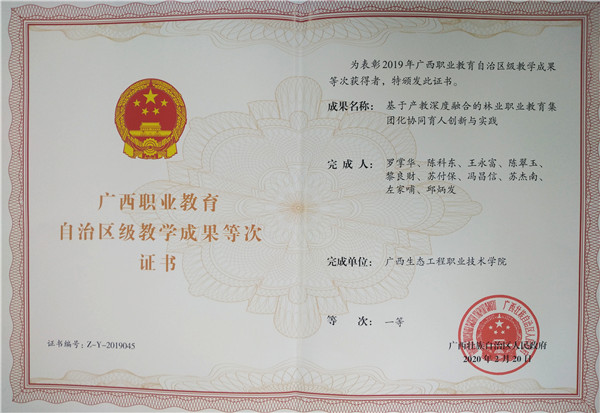 广西职业教育
自治区级教学成果等次
证书
证书编号：Z-Y-2019045
为表彰2019年广西职业教育自治区级教学成果
等次获得者，特颁发此证书。
成果名称：基于产教深度融合的林业职业教育集
团化协同育人创新与实践
完成人：罗掌华、陈科东、王永富、陈翠玉、
黎良财、苏付保、冯昌信、苏杰南、
左家哺、邱炳发
完成单位：广西生态工程职业技术学院
等次：一等
广西壮族自治区人民政府
2020年2月20日